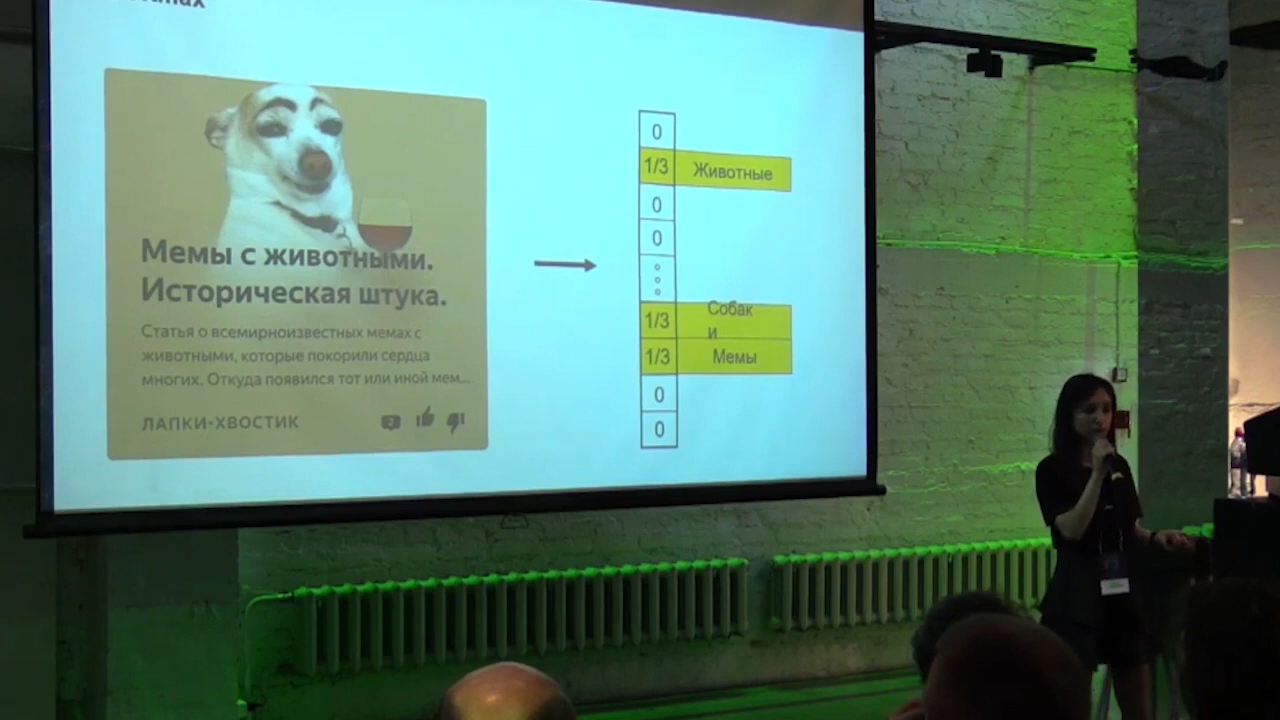 Мемы с животными.
Историческая штука.
Статья о всемирноизвестных мемах с
животными, которые покорили сердца
многих. Откуда появился тот или иной мем...
ЛАПКИ-ХВОСТИК
0
1/3 Животные
0
0
1/3 Собак
и
1/3 Мемы
0
0